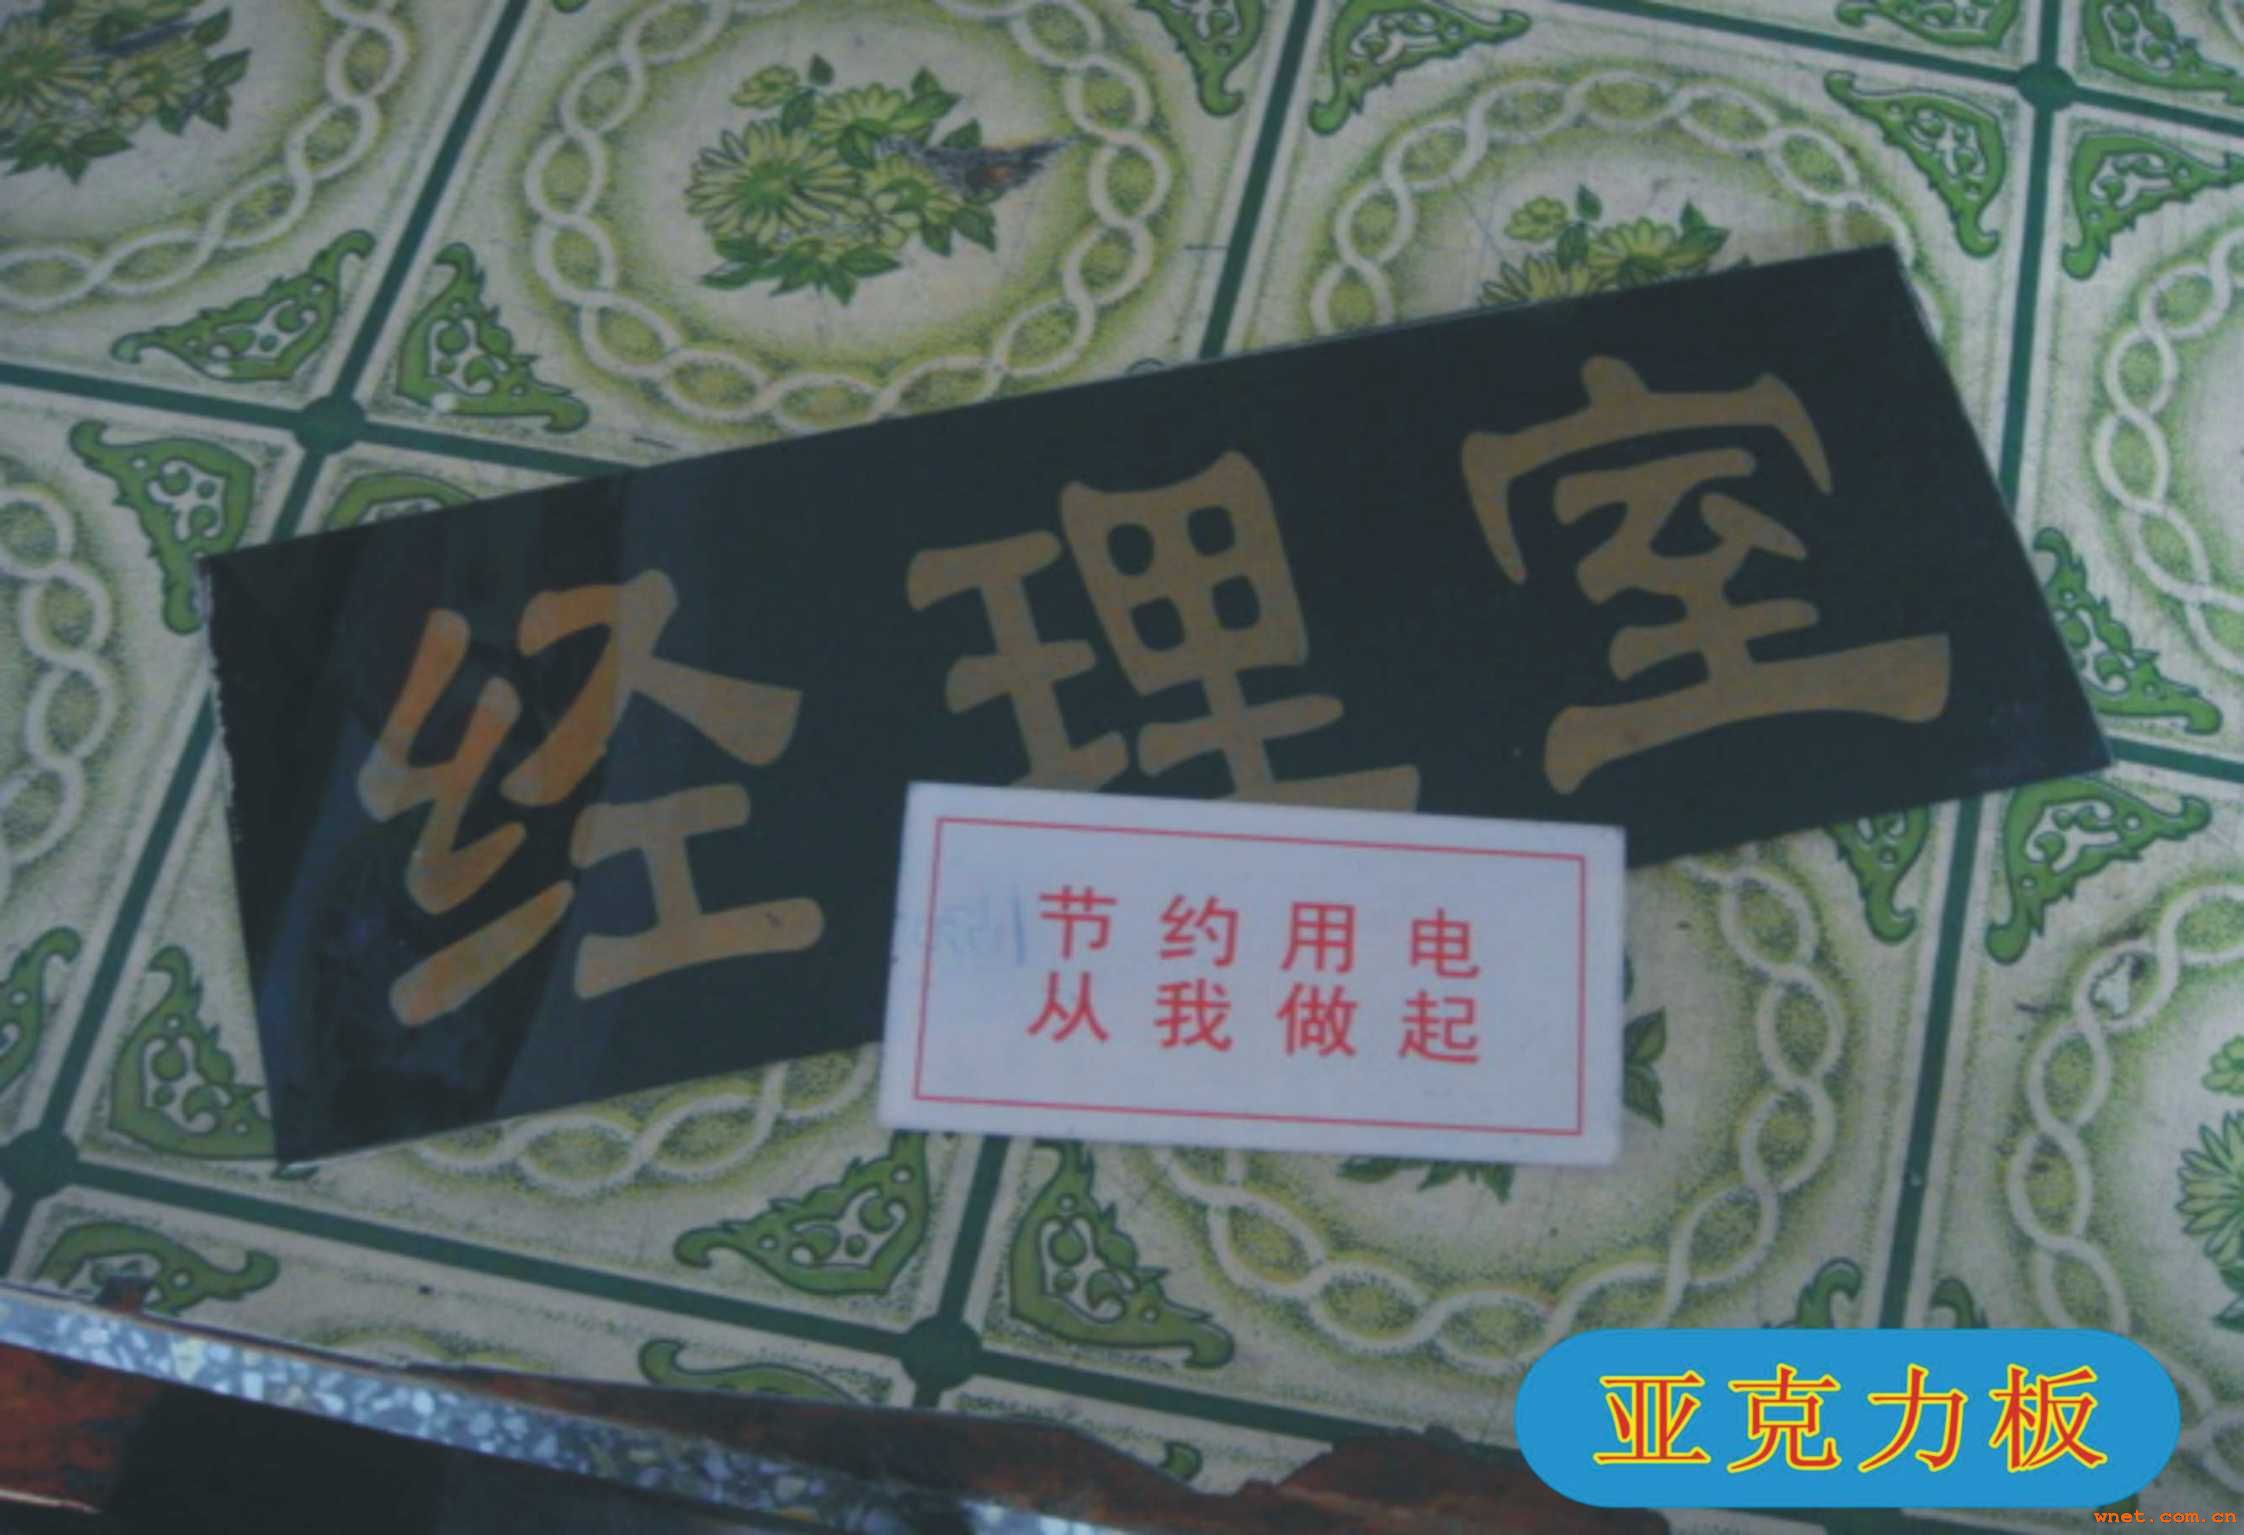 经理室
节约用电
从我做起
亚克力板
wnet.com.cn